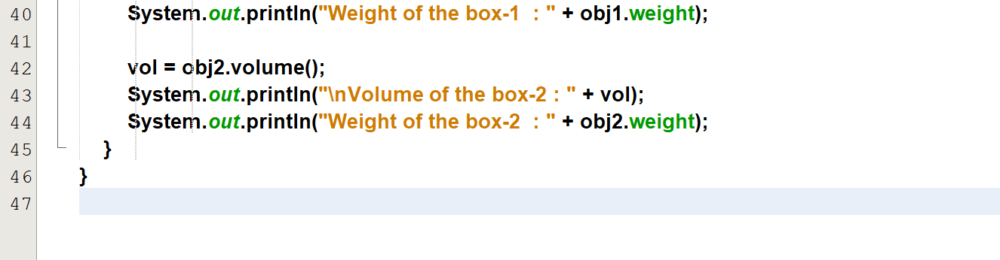 40 System.out.println("Weight of the box-1  : " + obj1.weight);
41
42 vol = obj2.volume();
43 System.out.println("\nVolume of the box-2 : " + vol);
44 System.out.println("Weight of the box-2  : " + obj2.weight);
45 }
46 }
47